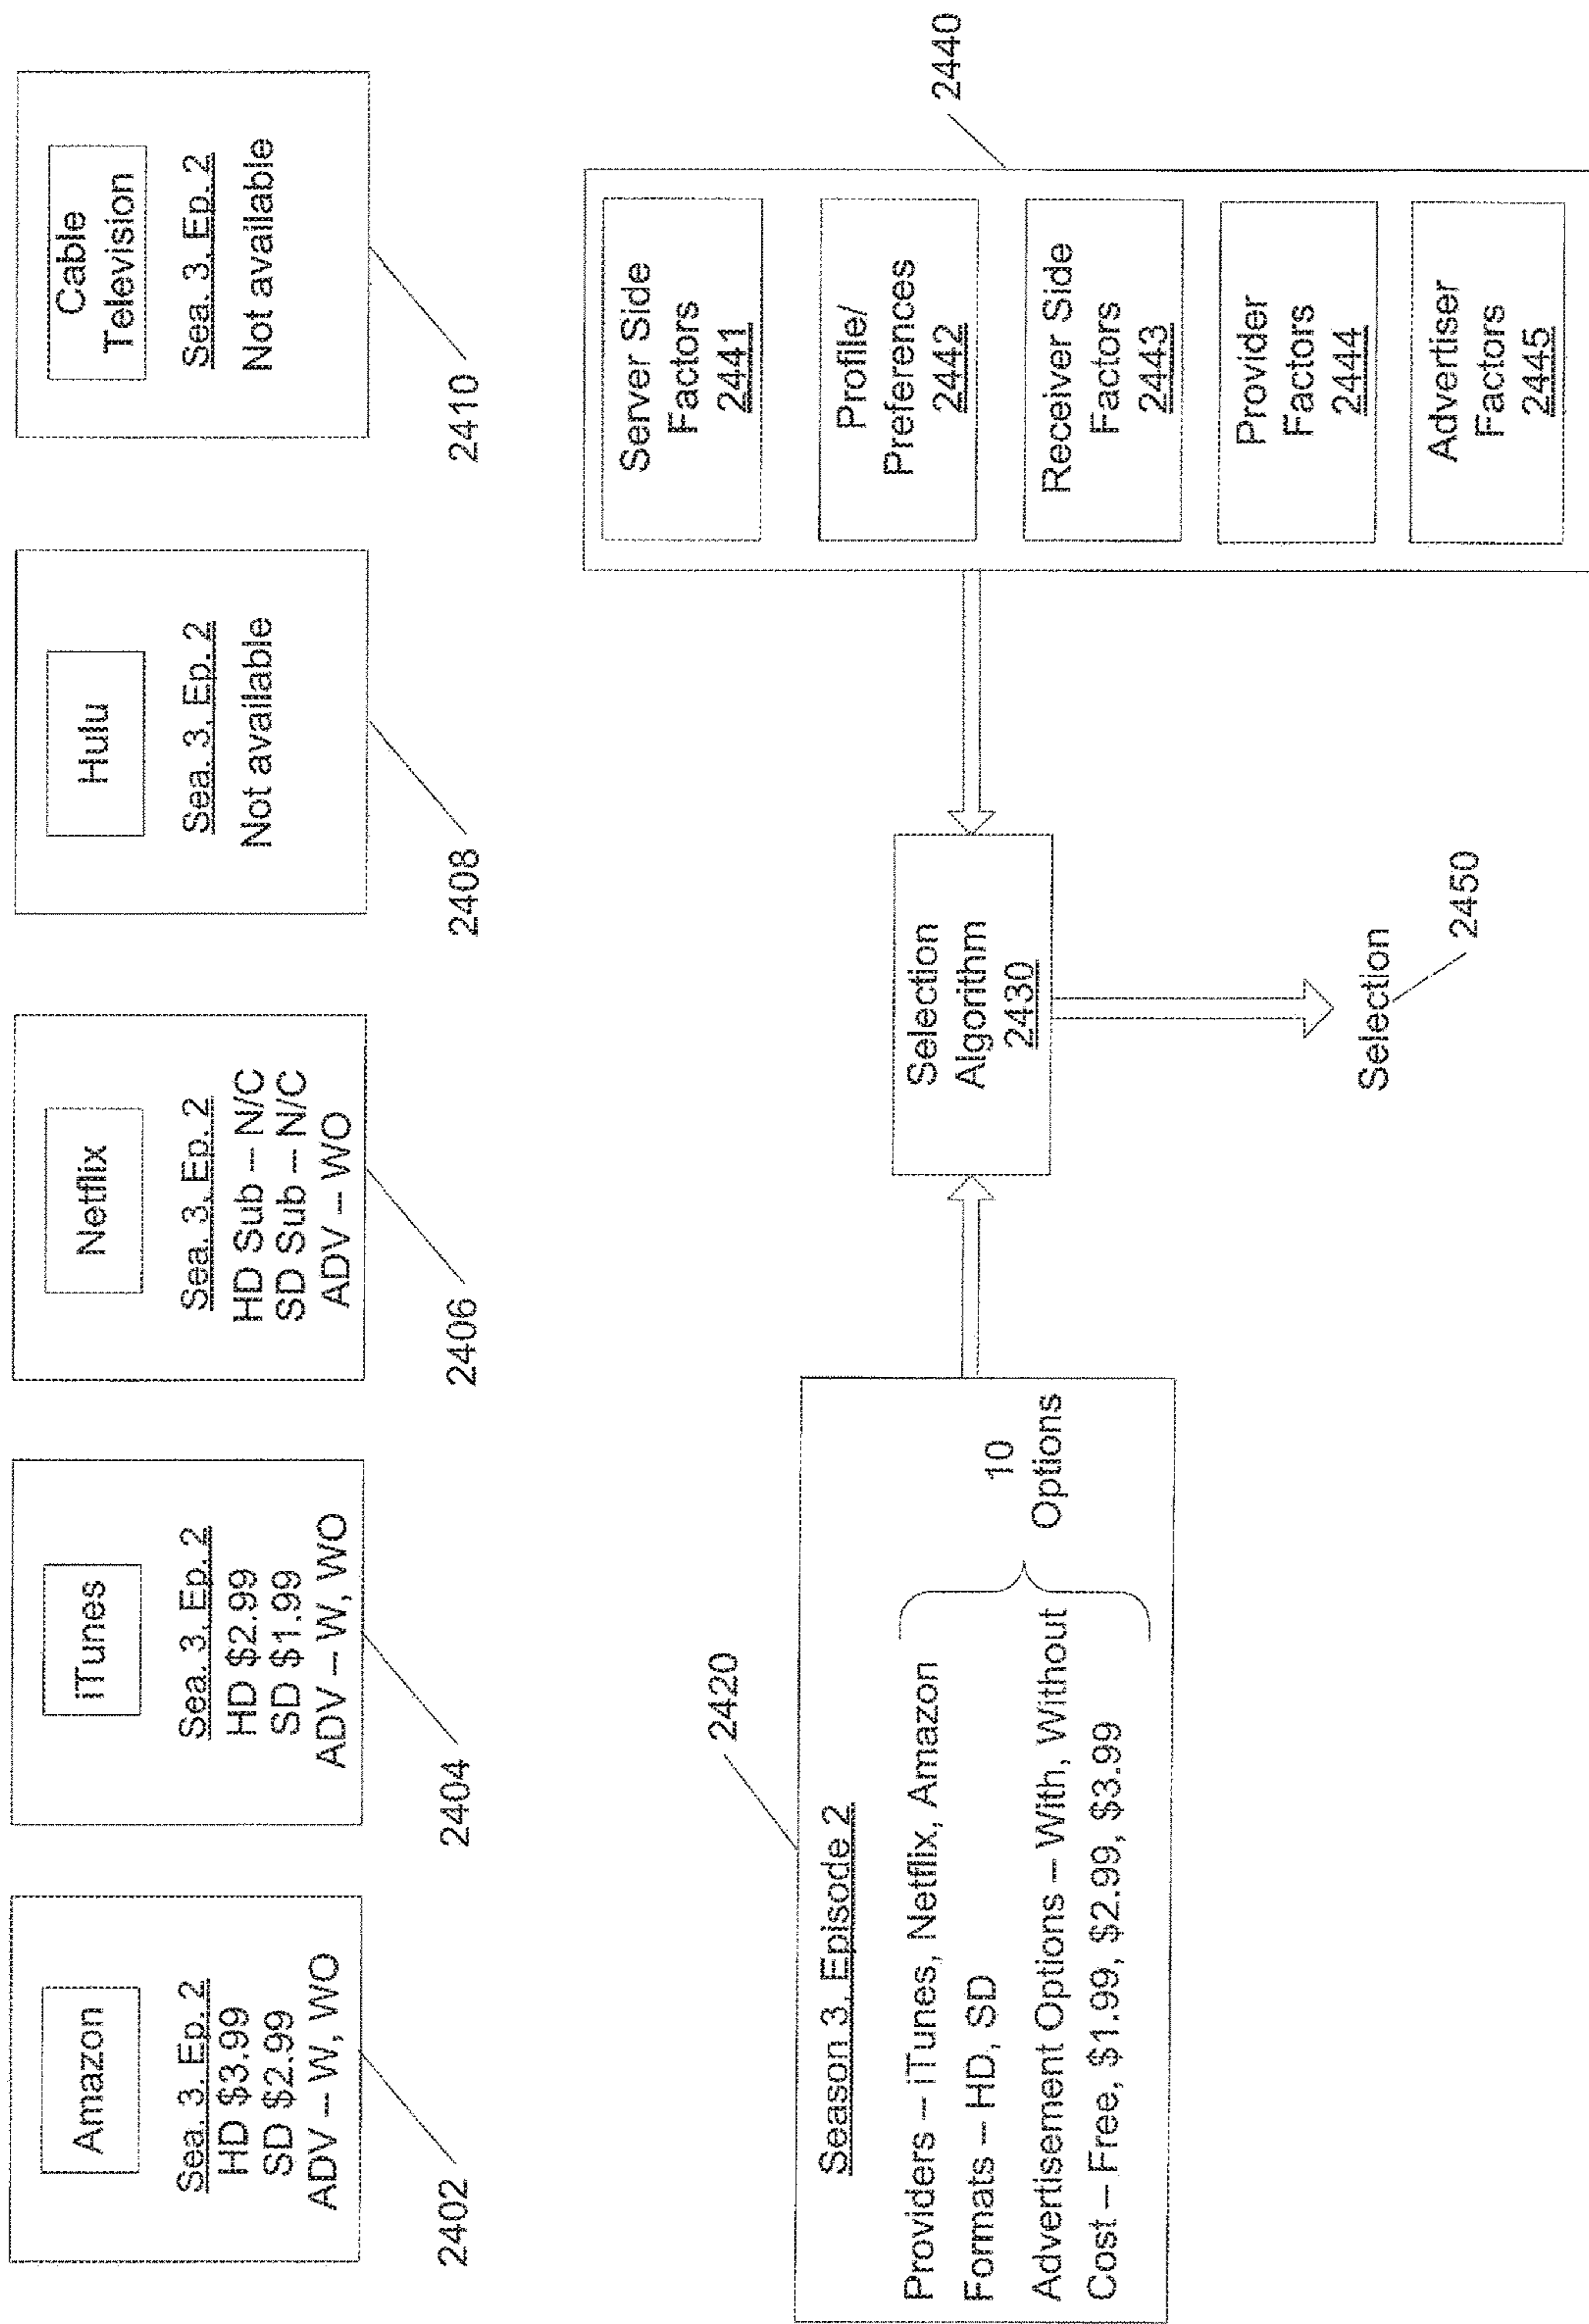 Amazon
Sea. 3, Ep. 2
HD $3.99
SD $2.99
ADV – W, WO
2402
iTunes
Sea. 3, Ep. 2
HD $2.99
SD $1.99
ADV – W, WO
2404
Netflix
Sea. 3, Ep. 2
HD Sub – N/C
SD Sub – N/C
ADV – WO
2406
Hulu
Sea. 3, Ep. 2
Not available
2408
Cable
Television
Sea. 3, Ep. 2
Not available
2410
2420
Season 3, Episode 2
Providers – iTunes, Netflix, Amazon
Formats – HD, SD
Advertisement Options – With, Without
Cost – Free, $1.99, $2.99, $3.99
10
Options
Selection
Algorithm
2430
Selection
2450
2440
Server Side
Factors
2441
Profile/
Preferences
2442
Receiver Side
Factors
2443
Provider
Factors
2444
Advertiser
Factors
2445